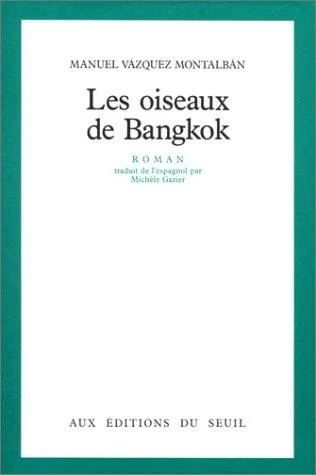 MANUEL VÁZQUEZ MONTALBÁN
Les oiseaux
de Bangkok
ROMAN
traduit de l'espagnol par
Michèle Gazier
AUX ÉDITIONS DU SEUIL